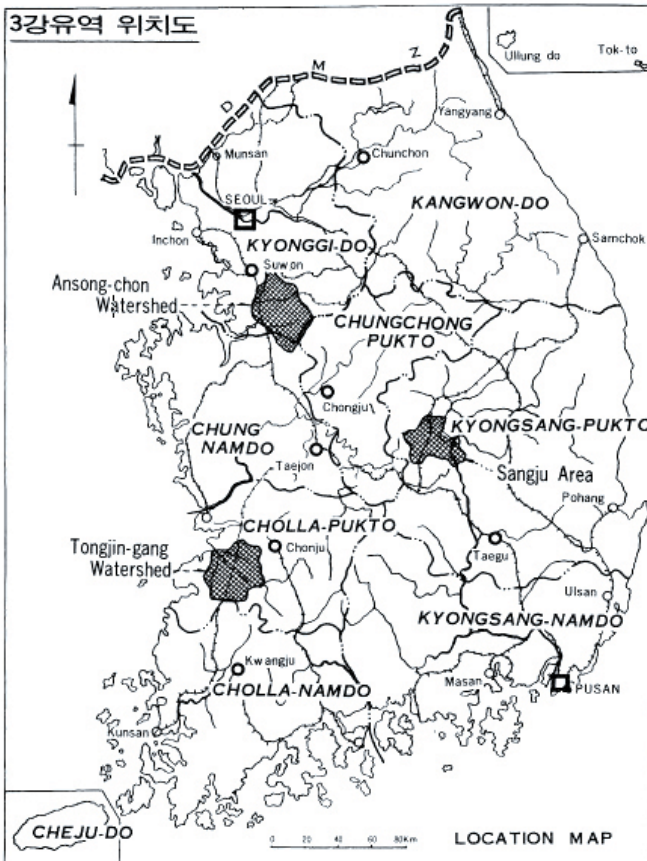 3강유역 위치도
Ullung do
Tok-to
D M Z
Yangyang
Munsan
Chunchon
SEOUL
KANGWON-DO
Inchon
KYONGGI-DO
Samchok
Suwon
Ansong-chon
Watershed
CHUNGCHONG
PUKTO
Chongju
CHUNG
NAMDO
KYONGSANG-PUKTO
Taejon
Sangju Area
Pohang
CHOLLA-PUKTO
Tongjin-gang
Watershed
Chonju
Taegu
Ulsan
KYONGSANG-NAMDO
Kwangju
Masan
CHOLLA-NAMDO
PUSAN
Kunsan
CHEJU-DO
0 20 40 60 80Km
LOCATION MAP